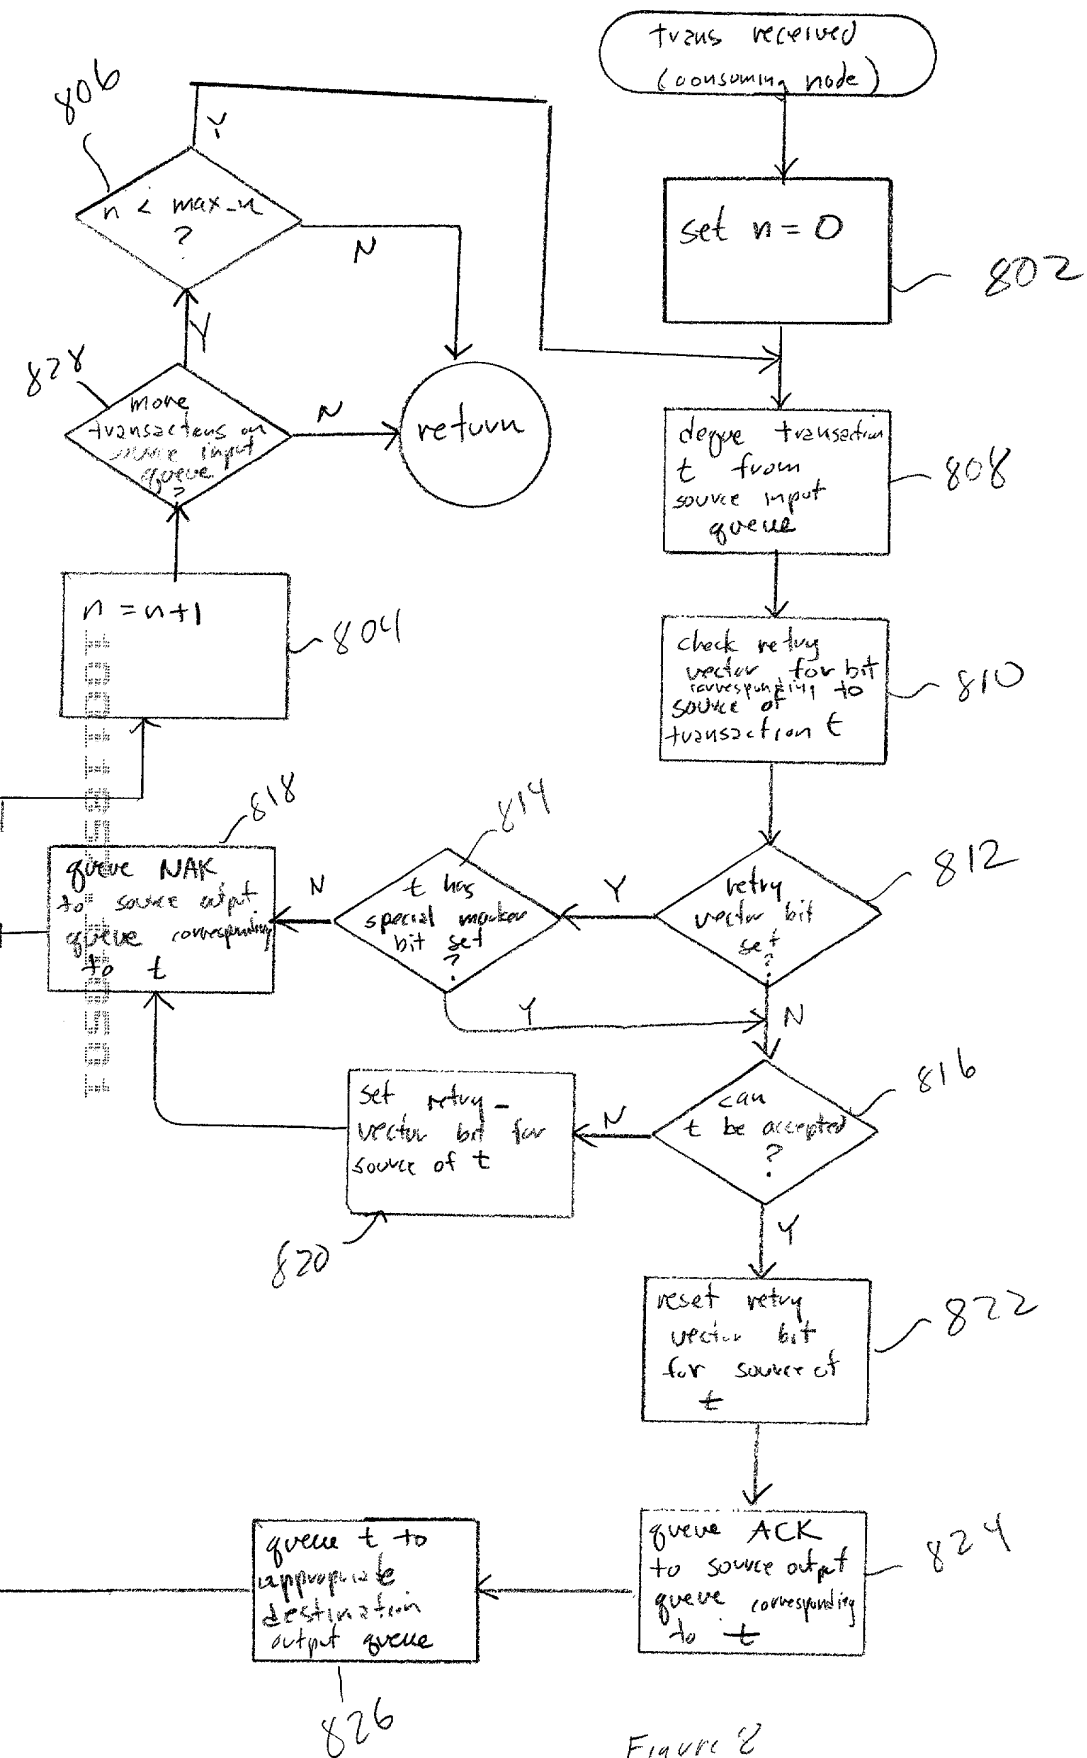 trans received
(consuming node)
806
Y
n < max_n
?
N
set n = 0
802
Y
828
more
transactions on
source input
queue
?
N
return
deque transaction
t from
source input
queue
808
n = n+1
804
check retry
vector for bit
corresponding to
source of
transaction t
810
818
queue NAK
to source output
queue corresponding
to t
N
814
t has
special marker
bit set
?
Y
retry
vector bit
set
?
812
Y
N
set retry_
vector bit for
source of t
820
N
can
t be accepted
?
816
Y
reset retry
vector bit
for source of
t
822
queue t to
appropriate
destination
output queue
826
queue ACK
to source output
queue corresponding
to t
824
Figure 8